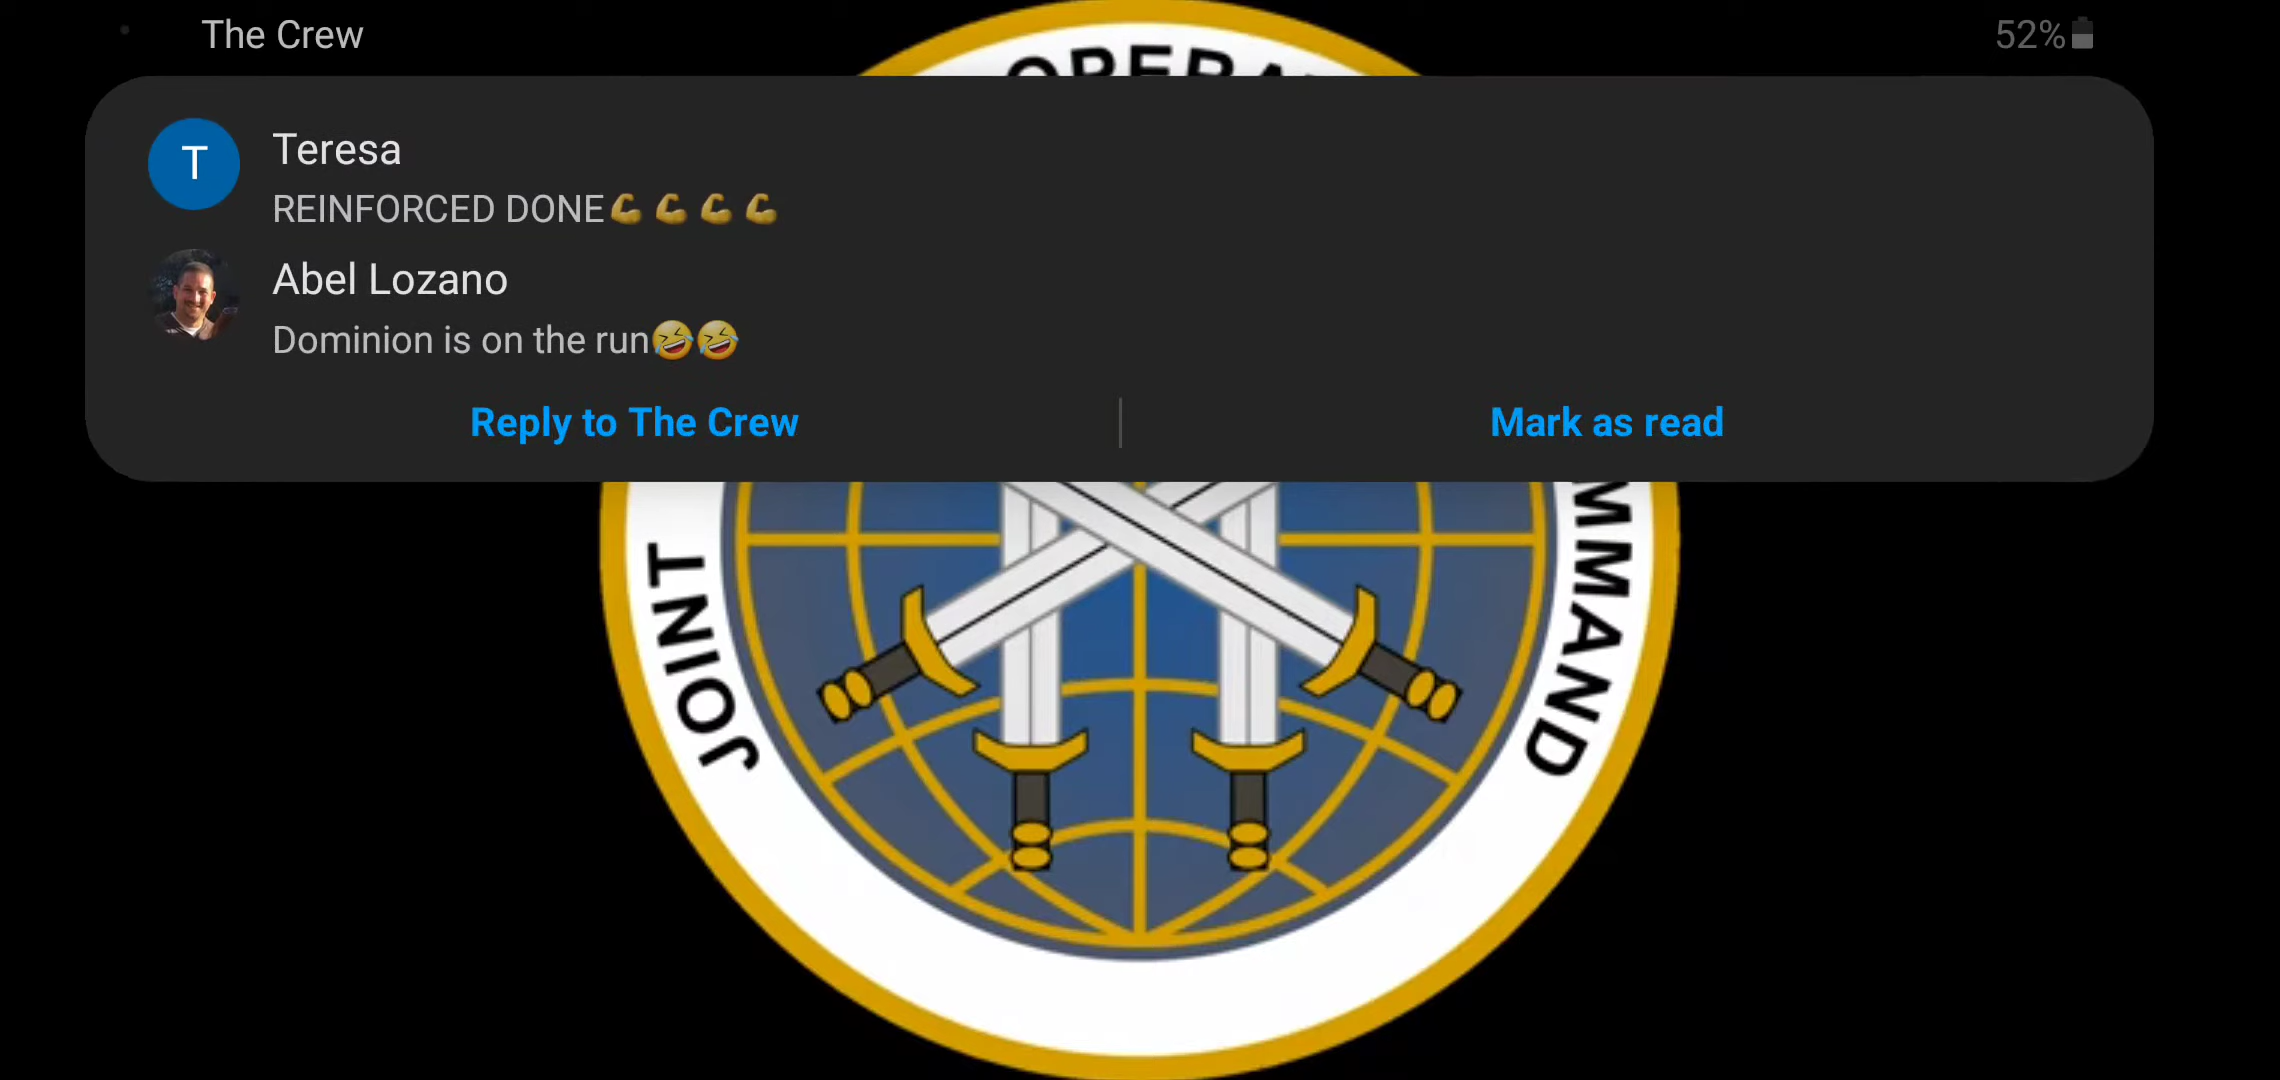 The Crew
52%
T
Teresa
REINFORCED DONE💪💪💪💪
Abel Lozano
Dominion is on the run🤣🤣
Reply to The Crew
Mark as read
JOINT